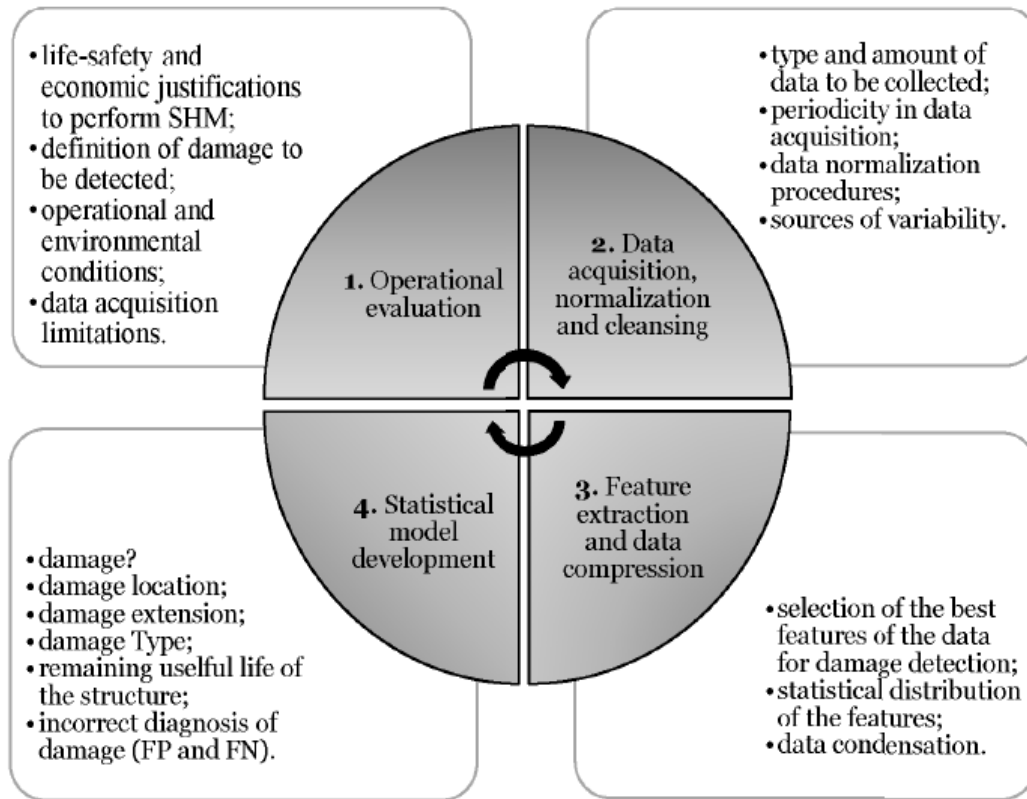 •life-safety and
economic justifications
to perform SHM;
•definition of damage to
be detected;
•operational and
environmental
conditions;
•data acquisition
limitations.
•type and amount of
data to be collected;
•periodicity in data
acquisition;
•data normalization
procedures;
•sources of variability.
1. Operational
evaluation
2. Data
acquisition,
normalization
and cleansing
4. Statistical
model
development
3. Feature
extraction
and data
compression
•damage?
•damage location;
•damage extension;
•damage Type;
•remaining uselful life of
the structure;
•incorrect diagnosis of
damage (FP and FN).
•selection of the best
features of the data
for damage detection;
•statistical distribution
of the features;
•data condensation.